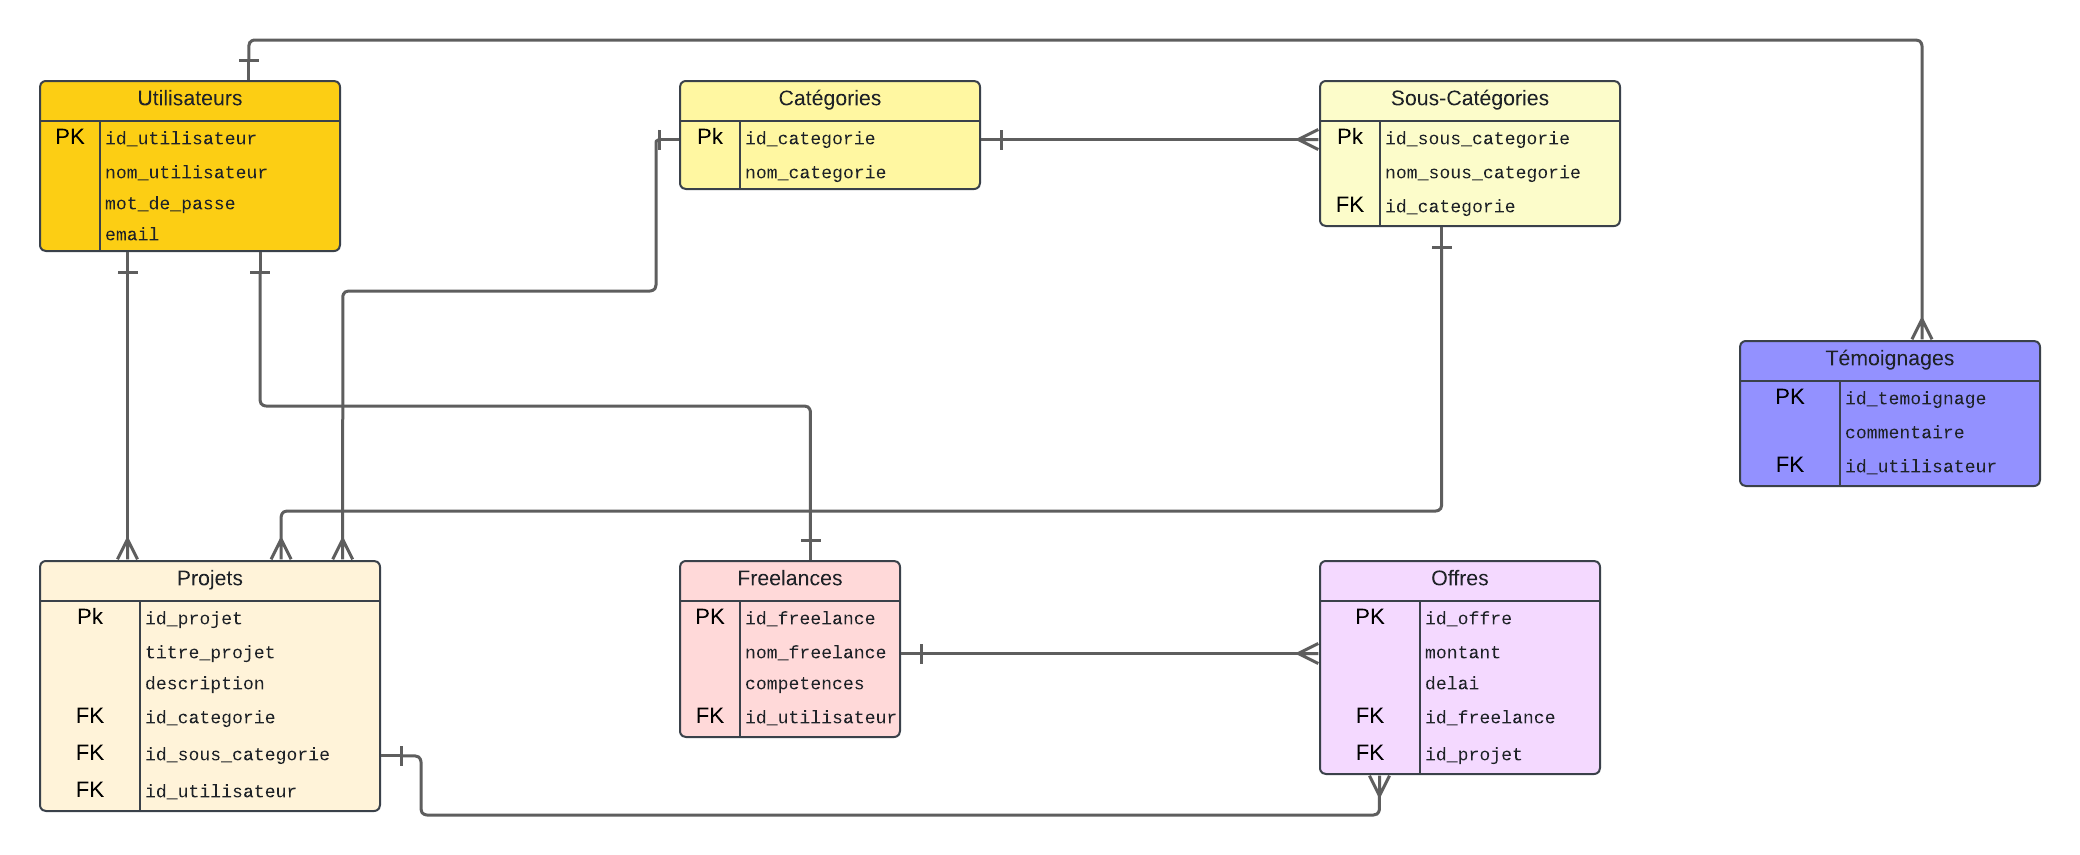 Utilisateurs
PK id_utilisateur
nom_utilisateur
mot_de_passe
email
Catégories
Pk id_categorie
nom_categorie
Sous-Catégories
Pk id_sous_categorie
nom_sous_categorie
FK id_categorie
Témoignages
PK id_temoignage
commentaire
FK id_utilisateur
Projets
Pk id_projet
titre_projet
description
FK id_categorie
FK id_sous_categorie
FK id_utilisateur
Freelances
PK id_freelance
nom_freelance
competences
FK id_utilisateur
Offres
PK id_offre
montant
delai
FK id_freelance
FK id_projet